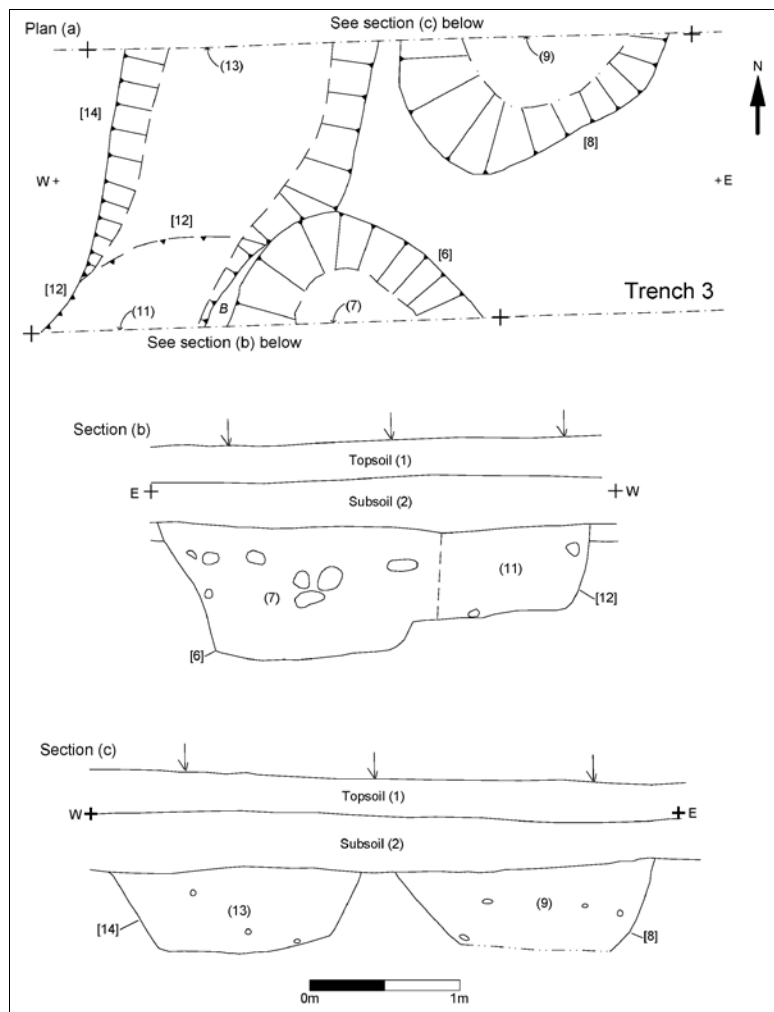 Plan (a)
See section (c) below
(13)
(9)
N
[14]
[8]
W
E
[12]
[6]
[12]
(11)
B
(7)
Trench 3
See section (b) below
Section (b)
Topsoil (1)
E
W
Subsoil (2)
(7)
(11)
[12]
[6]
Section (c)
Topsoil (1)
W
E
Subsoil (2)
(13)
(9)
[14]
[8]
0m
1m